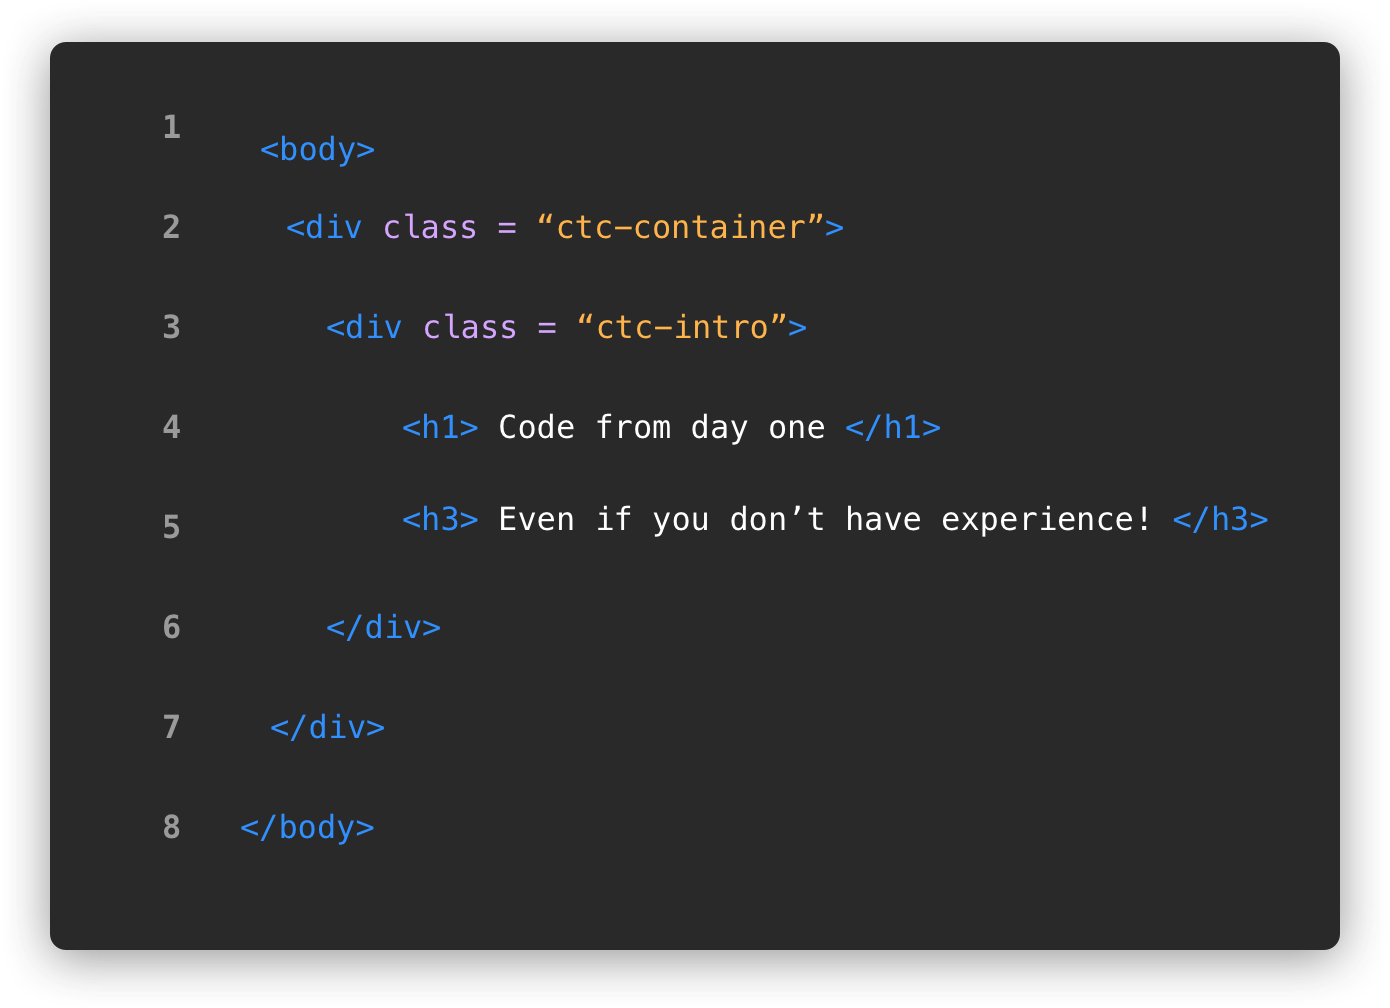 1 <body>
2 <div class = “ctc-container”>
3 <div class = “ctc-intro”>
4 <h1> Code from day one </h1>
5 <h3> Even if you don’t have experience! </h3>
6 </div>
7 </div>
8 </body>